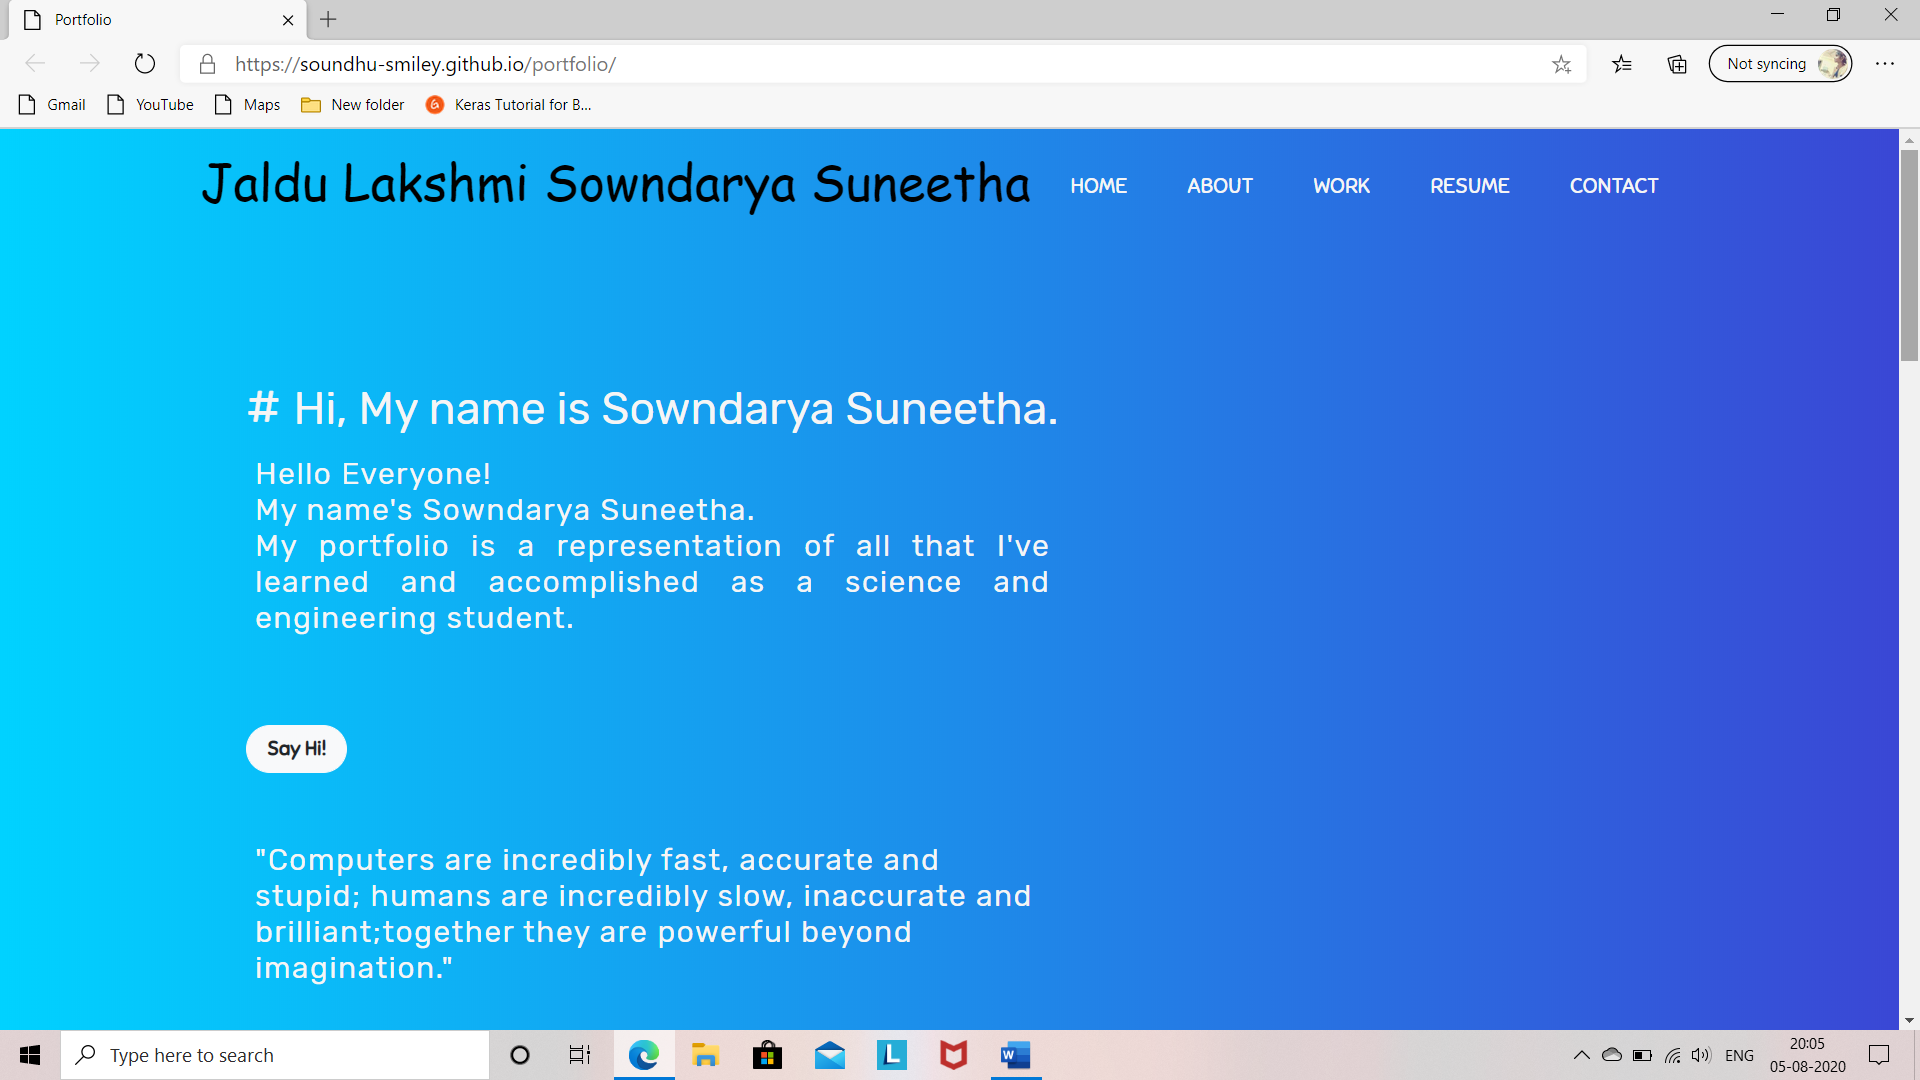 Portfolio
https://soundhu-smiley.github.io/portfolio/
Not syncing
Gmail
YouTube
Maps
New folder
Keras Tutorial for B...
Jaldu Lakshmi Sowndarya Suneetha
HOME
ABOUT
WORK
RESUME
CONTACT
# Hi, My name is Sowndarya Suneetha.
Hello Everyone!
My name's Sowndarya Suneetha.
My portfolio is a representation of all that I've
learned and accomplished as a science and
engineering student.
Say Hi!
"Computers are incredibly fast, accurate and
stupid; humans are incredibly slow, inaccurate and
brilliant;together they are powerful beyond
imagination."
Type here to search
L
W
ENG
20:05
05-08-2020